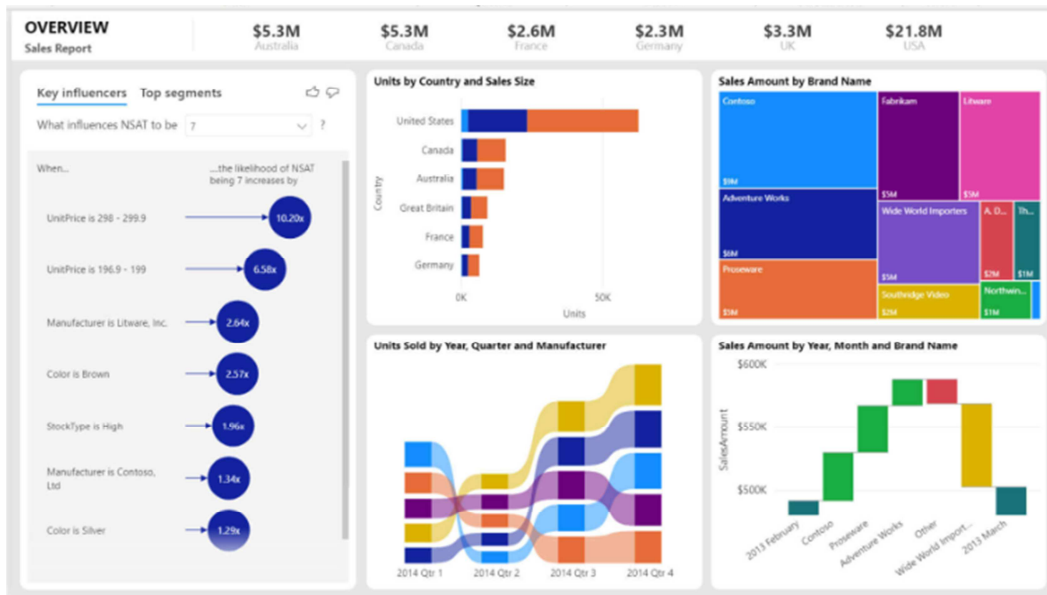 OVERVIEW
Sales Report
$5.3M
Australia
$5.3M
Canada
$2.6M
France
$2.3M
Germany
$3.3M
UK
$21.8M
USA
Key influencers Top segments
What influences NSAT to be 7 ?
When...
...the likelihood of NSAT
being 7 increases by
UnitPrice is 298 - 299.9
10.20x
UnitPrice is 196.9 - 199
6.58x
Manufacturer is Litware, Inc.
2.64x
Color is Brown
2.57x
StockType is High
1.96x
Manufacturer is Contoso,
Ltd
1.34x
Color is Silver
1.29x
Units by Country and Sales Size
Country
United States
Canada
Australia
Great Britain
France
Germany
0K 50K
Units
Sales Amount by Brand Name
Contoso
$9M
Adventure Works
$6M
Proseware
$5M
Fabrikam
$5M
Litware
$5M
Wide World Importers
$5M
A. D...
$2M
Th...
$1M
Southridge Video
$2M
Northwin...
$1M
Units Sold by Year, Quarter and Manufacturer
2014 Qtr 1 2014 Qtr 2 2014 Qtr 3 2014 Qtr 4
Sales Amount by Year, Month and Brand Name
SalesAmount
$600K
$550K
$500K
2013 February
Contoso
Proseware
Adventure Works
Other
Wide World Import...
2013 March